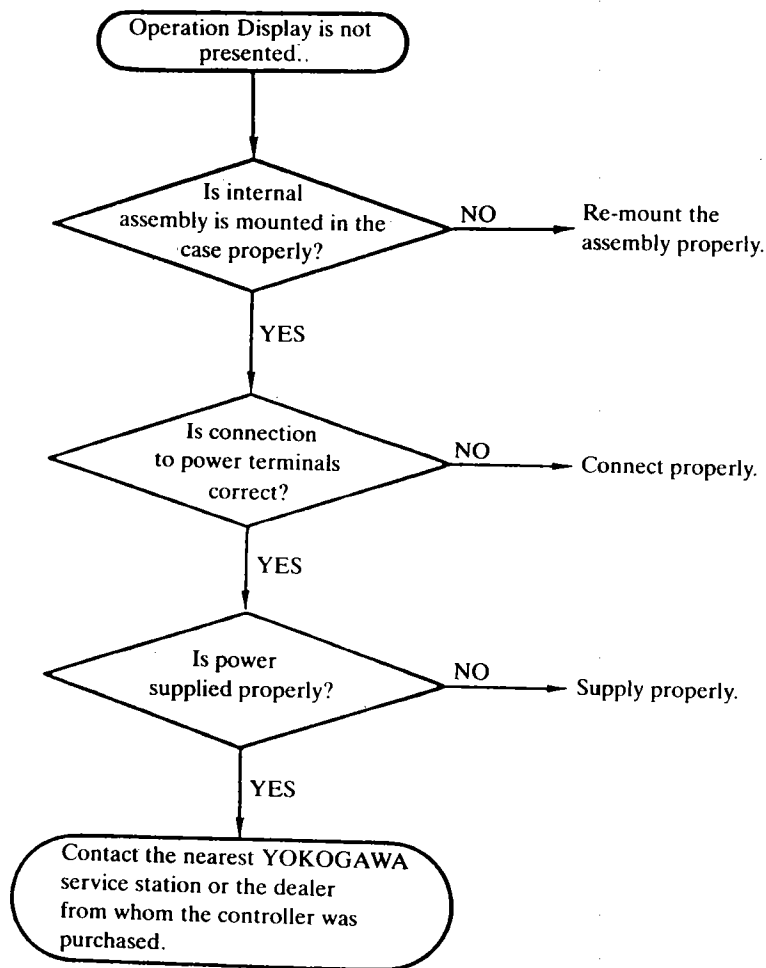 Operation Display is not
presented..
Is internal
assembly is mounted in the
case properly?
NO
Re-mount the
assembly properly.
YES
Is connection
to power terminals
correct?
NO
Connect properly.
YES
Is power
supplied properly?
NO
Supply properly.
YES
Contact the nearest YOKOGAWA
service station or the dealer
from whom the controller was
purchased.